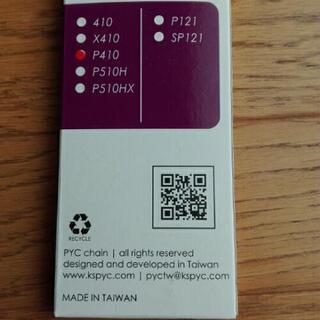 410
X410
P410
P510H
P510HX
P121
SP121
RECYCLE
PYC chain | all rights reserved
designed and developed in Taiwan
www.kspyc.com | pyctw@kspyc.com
MADE IN TAIWAN